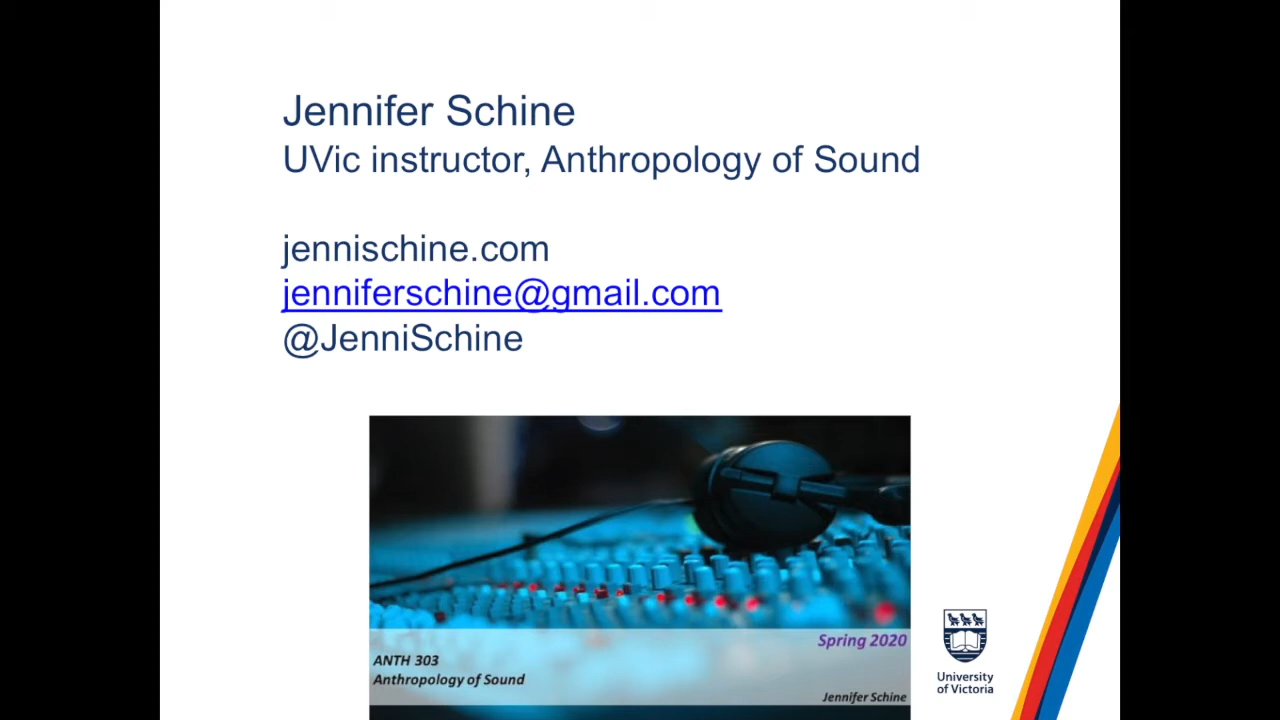 Jennifer Schine
UVic instructor, Anthropology of Sound
jennischine.com
jenniferschine@gmail.com
@JenniSchine
Spring 2020
ANTH 303
Anthropology of Sound
Jennifer Schine
University
of Victoria